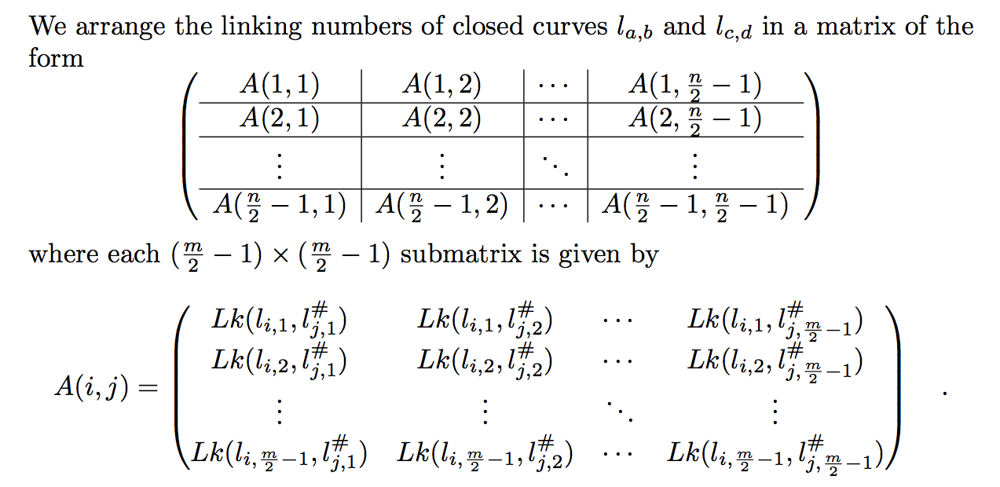 We arrange the linking numbers of closed curves $l_{a,b}$ and $l_{c,d}$ in a matrix of the
form
$$\left(\begin{array}{c|c|c|c} A(1,1) & A(1,2) & \cdots & A(1,\frac{n}{2}-1) \\ \hline A(2,1) & A(2,2) & \cdots & A(2,\frac{n}{2}-1) \\ \hline \vdots & \vdots & \ddots & \vdots \\ \hline A(\frac{n}{2}-1,1) & A(\frac{n}{2}-1,2) & \cdots & A(\frac{n}{2}-1,\frac{n}{2}-1) \end{array}\right)$$
where each $(\frac{m}{2}-1)\times(\frac{m}{2}-1)$ submatrix is given by
$$A(i,j)=\begin{pmatrix} Lk(l_{i,1},l^{\#}_{j,1}) & Lk(l_{i,1},l^{\#}_{j,2}) & \cdots & Lk(l_{i,1},l^{\#}_{j,\frac{m}{2}-1}) \\ Lk(l_{i,2},l^{\#}_{j,1}) & Lk(l_{i,2},l^{\#}_{j,2}) & \cdots & Lk(l_{i,2},l^{\#}_{j,\frac{m}{2}-1}) \\ \vdots & \vdots & \ddots & \vdots \\ Lk(l_{i,\frac{m}{2}-1},l^{\#}_{j,1}) & Lk(l_{i,\frac{m}{2}-1},l^{\#}_{j,2}) & \cdots & Lk(l_{i,\frac{m}{2}-1},l^{\#}_{j,\frac{m}{2}-1}) \end{pmatrix}.$$